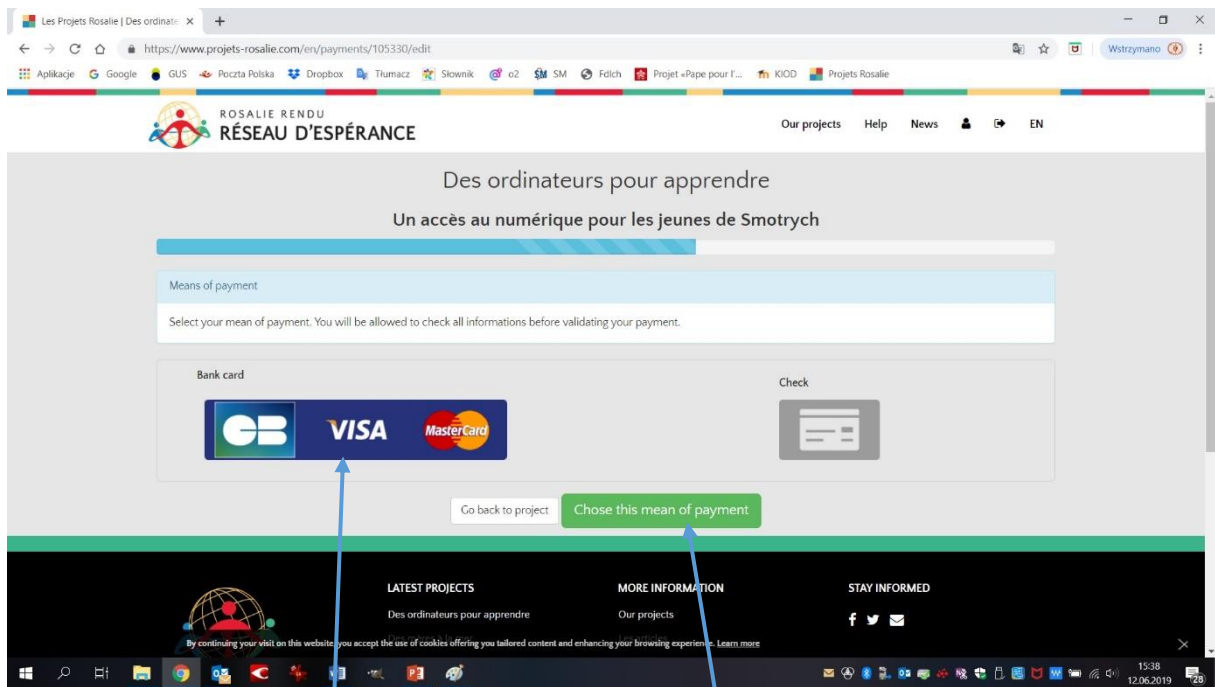 Les Projets Rosalie | Des ordinate
https://www.projets-rosalie.com/en/payments/105330/edit
Wstrzymano
Aplikacje Google GUS Poczta Polska Dropbox Tłumacz Słownik o2 SM SM Fdlch Projet «Pape pour l'... KIOD Projets Rosalie
ROSALIE RENDU
RÉSEAU D'ESPÉRANCE
Our projects Help News EN
Des ordinateurs pour apprendre
Un accès au numérique pour les jeunes de Smotrych
Means of payment
Select your mean of payment. You will be allowed to check all informations before validating your payment.
Bank card
Check
CB VISA MasterCard
Go back to project Chose this mean of payment
LATEST PROJECTS MORE INFORMATION STAY INFORMED
Des ordinateurs pour apprendre Our projects
Les articles
By continuing your visit on this website, you accept the use of cookies offering you tailored content and enhancing your browsing experience. Learn more
15:38
12.06.2019
28